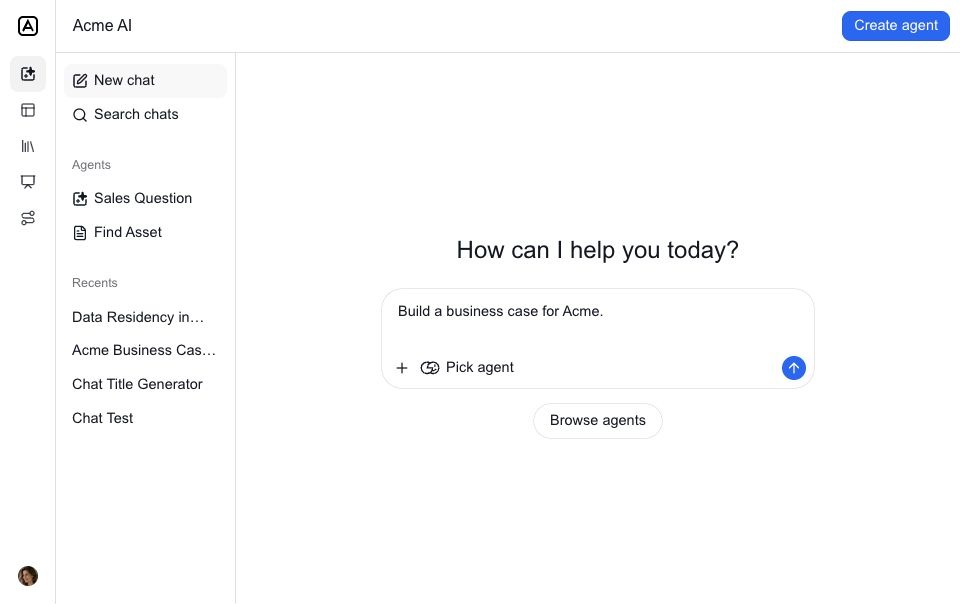 Acme AI
Create agent
New chat
Search chats
Agents
Sales Question
Find Asset
Recents
Data Residency in…
Acme Business Cas…
Chat Title Generator
Chat Test
How can I help you today?
Build a business case for Acme.
Pick agent
Browse agents